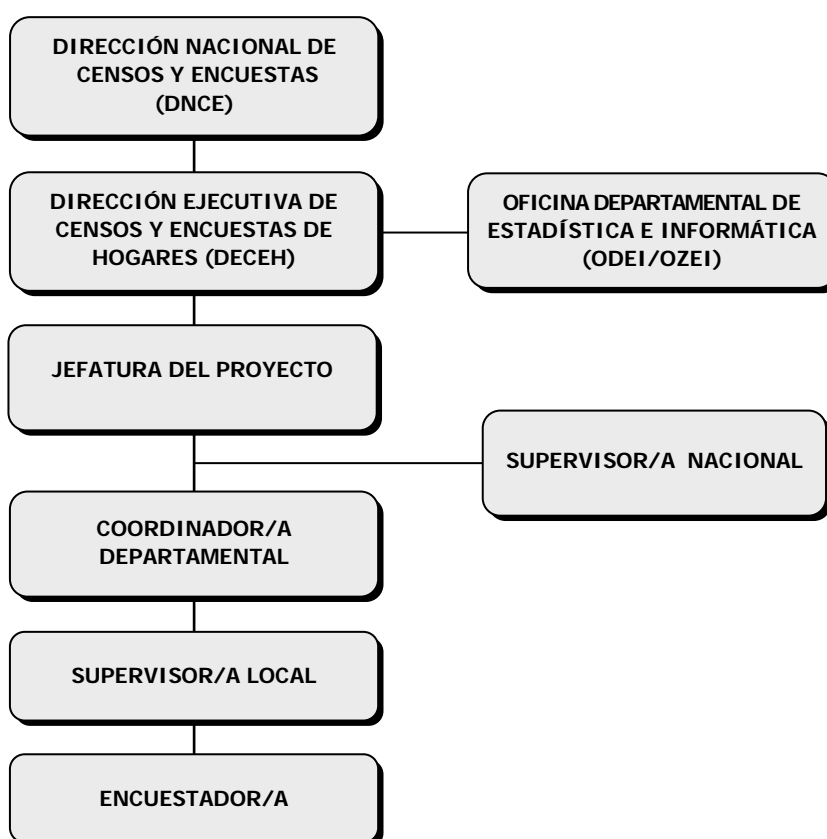 DIRECCIÓN NACIONAL DE
CENSOS Y ENCUESTAS
(DNCE)
DIRECCIÓN EJECUTIVA DE
CENSOS Y ENCUESTAS DE
HOGARES (DECEH)
OFICINA DEPARTAMENTAL DE
ESTADÍSTICA E INFORMÁTICA
(ODEI/OZEI)
JEFATURA DEL PROYECTO
SUPERVISOR/A NACIONAL
COORDINADOR/A
DEPARTAMENTAL
SUPERVISOR/A LOCAL
ENCUESTADOR/A